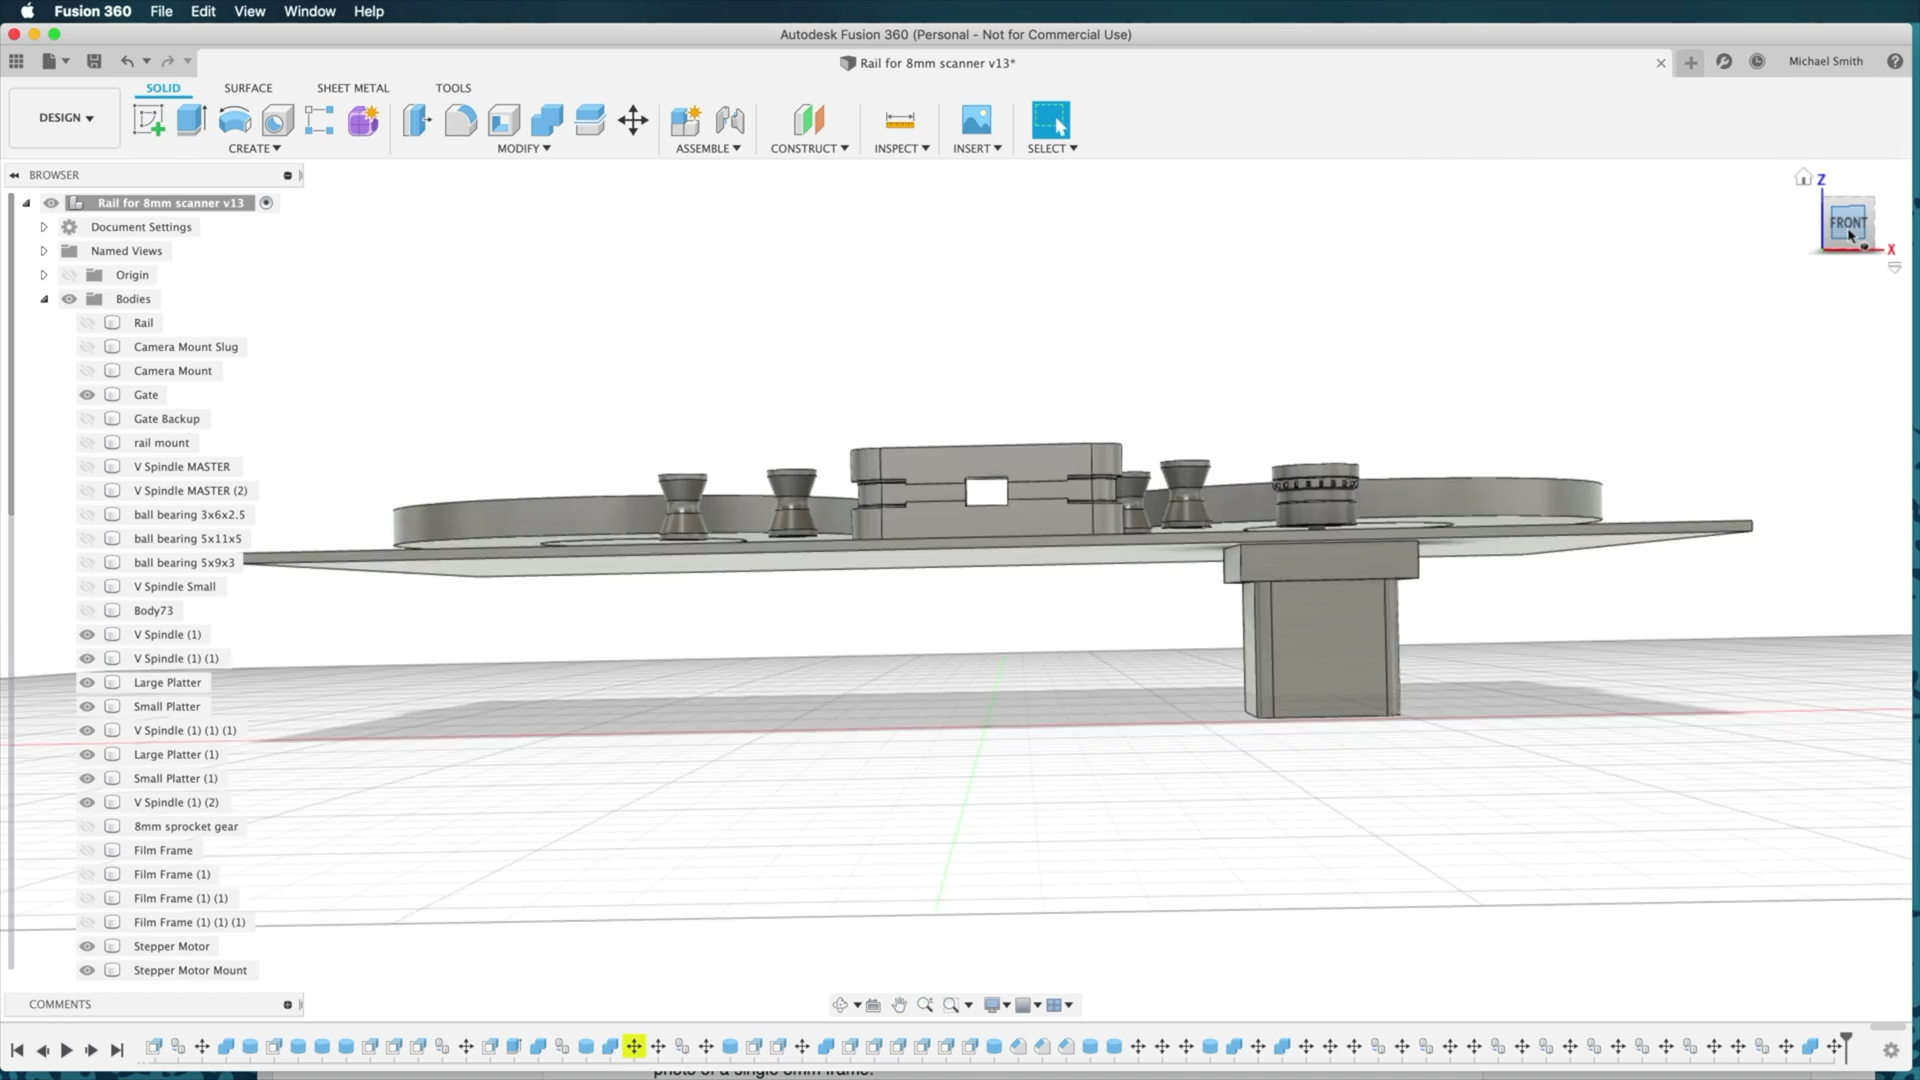 Fusion 360 File Edit View Window Help
Autodesk Fusion 360 (Personal - Not for Commercial Use)
Rail for 8mm scanner v13*
Michael Smith
SOLID SURFACE SHEET METAL TOOLS
DESIGN
CREATE MODIFY ASSEMBLE CONSTRUCT INSPECT INSERT SELECT
BROWSER
Rail for 8mm scanner v13
Document Settings
Named Views
Origin
Bodies
Rail
Camera Mount Slug
Camera Mount
Gate
Gate Backup
rail mount
V Spindle MASTER
V Spindle MASTER (2)
ball bearing 3x6x2.5
ball bearing 5x11x5
ball bearing 5x9x3
V Spindle Small
Body73
V Spindle (1)
V Spindle (1) (1)
Large Platter
Small Platter
V Spindle (1) (1) (1)
Large Platter (1)
Small Platter (1)
V Spindle (1) (2)
8mm sprocket gear
Film Frame
Film Frame (1)
Film Frame (1) (1)
Film Frame (1) (1) (1)
Stepper Motor
Stepper Motor Mount
Z
FRONT
X
COMMENTS
photo of a single 8mm frame.